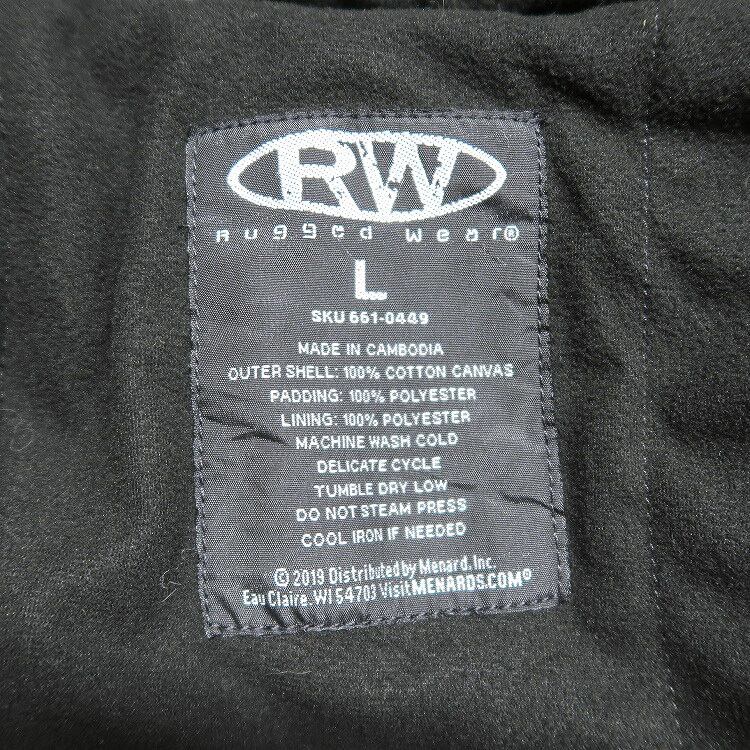 RW
Rugged Wear®
L
SKU 661-0449
MADE IN CAMBODIA
OUTER SHELL: 100% COTTON CANVAS
PADDING: 100% POLYESTER
LINING: 100% POLYESTER
MACHINE WASH COLD
DELICATE CYCLE
TUMBLE DRY LOW
DO NOT STEAM PRESS
COOL IRON IF NEEDED
© 2019 Distributed by Menard, Inc.
Eau Claire, WI 54703 Visit MENARDS.COM®